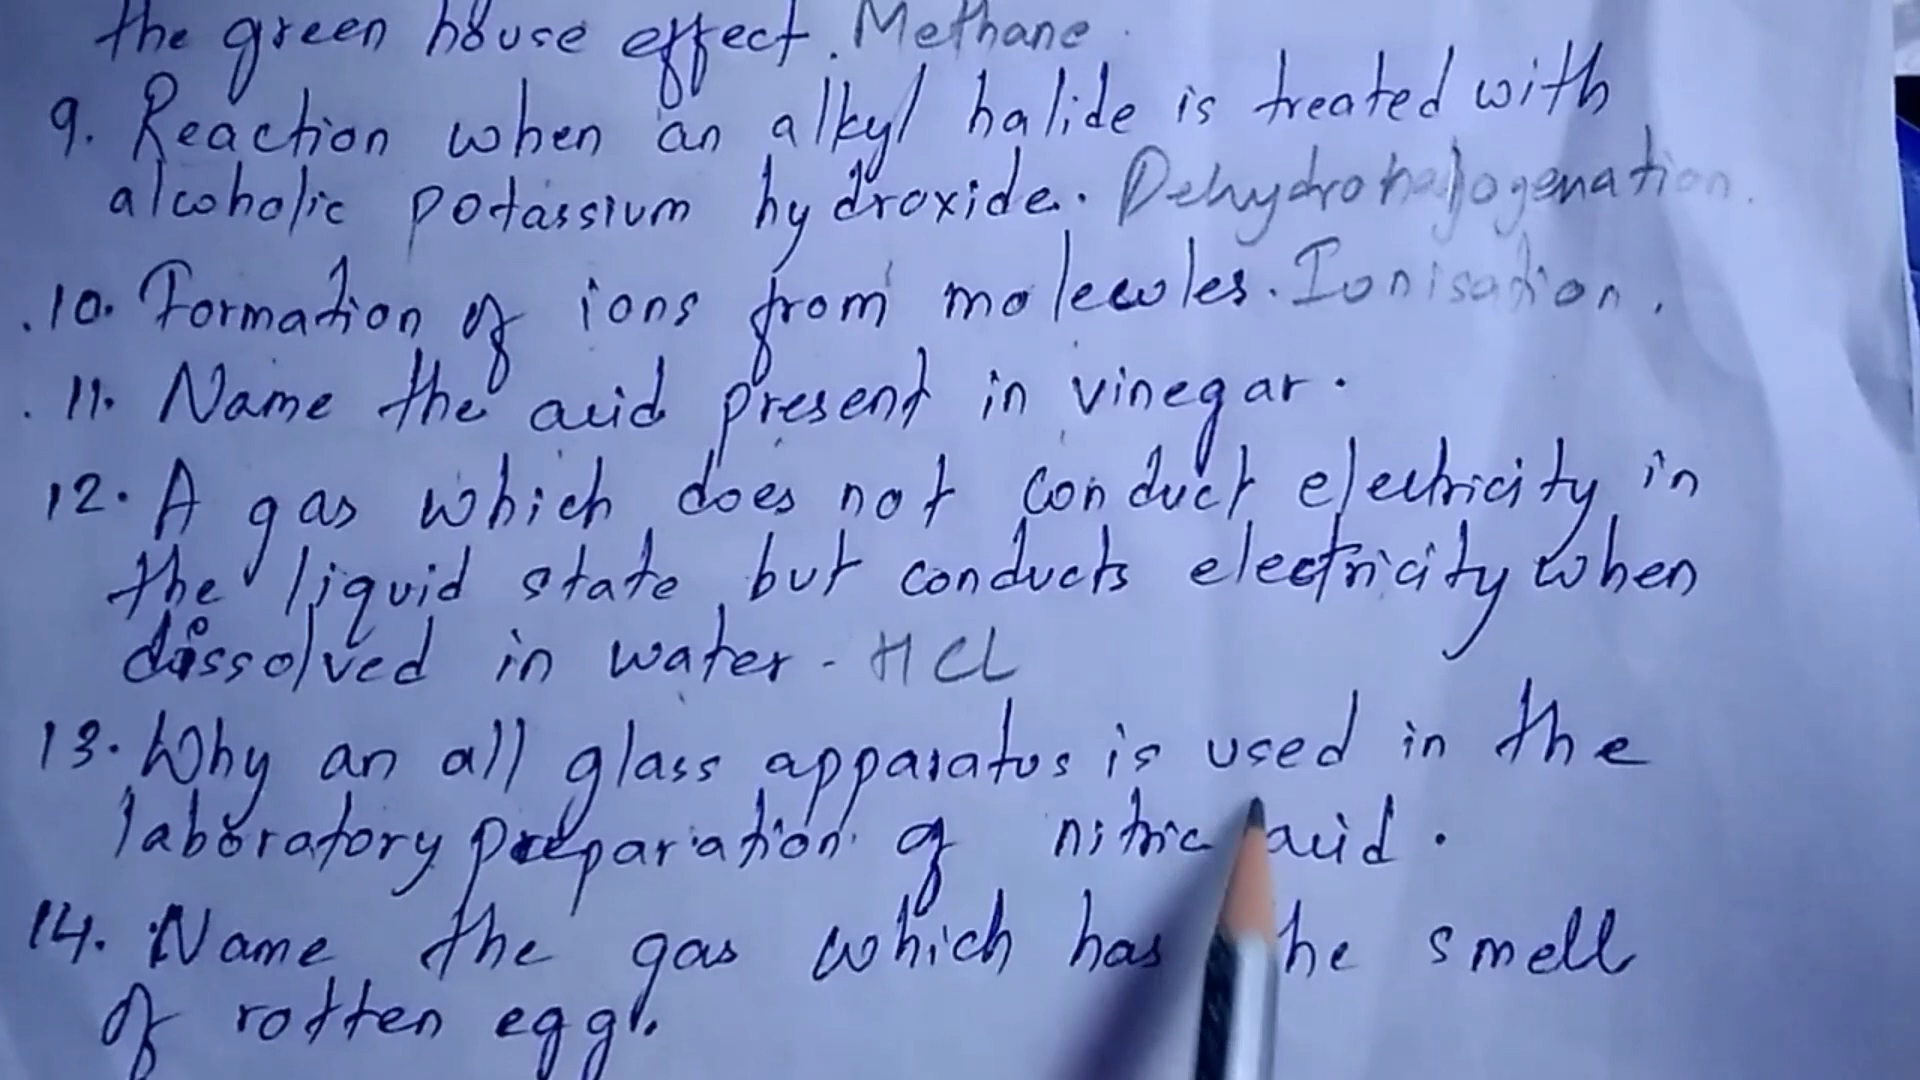 the green house effect. Methane.
9. Reaction when an alkyl halide is treated with
alcoholic potassium hydroxide. Dehydrohalogenation.
10. Formation of ions from molecules. Ionisation.
11. Name the acid present in vinegar.
12. A gas which does not conduct electricity in
the liquid state but conducts electricity when
dissolved in water - HCl
13. Why an all glass apparatus is used in the
laboratory preparation of nitric acid.
14. Name the gas which has the smell
of rotten eggs.